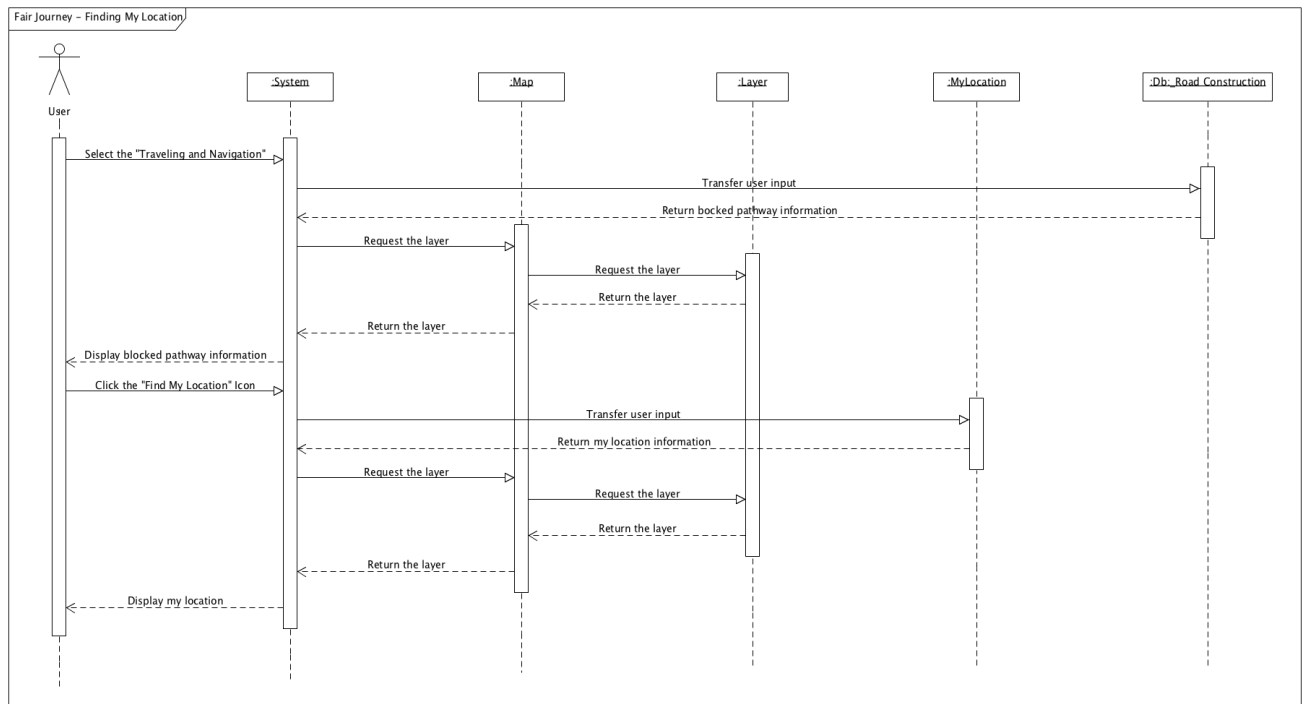 Fair Journey - Finding My Location
User
:System
:Map
:Layer
:MyLocation
:Db:_Road Construction
Select the "Traveling and Navigation"
Transfer user input
Return bocked pathway information
Request the layer
Request the layer
Return the layer
Return the layer
Display blocked pathway information
Click the "Find My Location" Icon
Transfer user input
Return my location information
Request the layer
Request the layer
Return the layer
Return the layer
Display my location